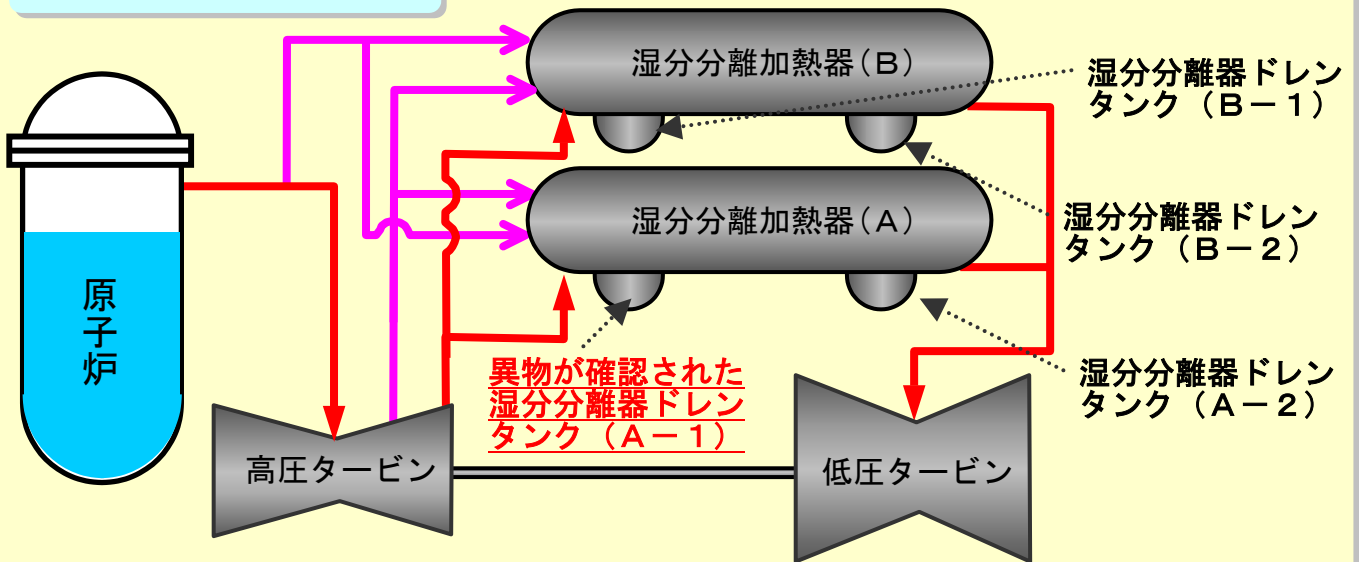 湿分分離加熱器(B)
湿分分離器ドレン
タンク(B-1)
湿分分離加熱器(A)
湿分分離器ドレン
タンク(B-2)
原子炉
異物が確認された
湿分分離器ドレン
タンク(A-1)
湿分分離器ドレン
タンク(A-2)
高圧タービン
低圧タービン